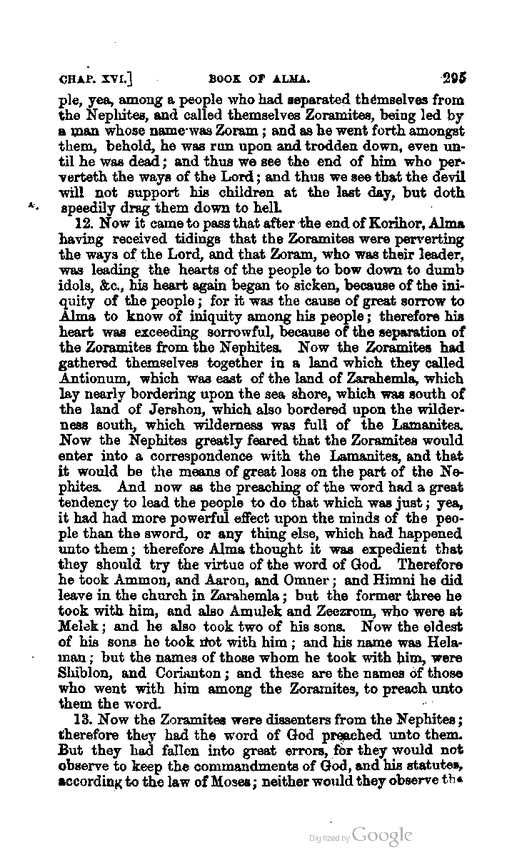 CHAP. XVI.] BOOK OF ALMA. 295
ple, yea, among a people who had separated themselves from
the Nephites, and called themselves Zoramites, being led by
a man whose name was Zoram; and as he went forth amongst
them, behold, he was run upon and trodden down, even un-
til he was dead; and thus we see the end of him who per-
verteth the ways of the Lord; and thus we see that the devil
will not support his children at the last day, but doth
speedily drag them down to hell.
12. Now it came to pass that after the end of Korihor, Alma
having received tidings that the Zoramites were perverting
the ways of the Lord, and that Zoram, who was their leader,
was leading the hearts of the people to bow down to dumb
idols, &c., his heart again began to sicken, because of the ini-
quity of the people; for it was the cause of great sorrow to
Alma to know of iniquity among his people; therefore his
heart was exceeding sorrowful, because of the separation of
the Zoramites from the Nephites. Now the Zoramites had
gathered themselves together in a land which they called
Antionum, which was east of the land of Zarahemla, which
lay nearly bordering upon the sea shore, which was south of
the land of Jershon, which also bordered upon the wilder-
ness south, which wilderness was full of the Lamanites.
Now the Nephites greatly feared that the Zoramites would
enter into a correspondence with the Lamanites, and that
it would be the means of great loss on the part of the Ne-
phites. And now as the preaching of the word had a great
tendency to lead the people to do that which was just; yea,
it had had more powerful effect upon the minds of the peo-
ple than the sword, or any thing else, which had happened
unto them; therefore Alma thought it was expedient that
they should try the virtue of the word of God. Therefore
he took Ammon, and Aaron, and Omner; and Himni he did
leave in the church in Zarahemla; but the former three he
took with him, and also Amulek and Zeezrom, who were at
Melek; and he also took two of his sons. Now the eldest
of his sons he took not with him; and his name was Hela-
man; but the names of those whom he took with him, were
Shiblon, and Corianton; and these are the names of those
who went with him among the Zoramites, to preach unto
them the word.
13. Now the Zoramites were dissenters from the Nephites;
therefore they had the word of God preached unto them.
But they had fallen into great errors, for they would not
observe to keep the commandments of God, and his statutes,
according to the law of Moses; neither would they observe the
Digitized by Google